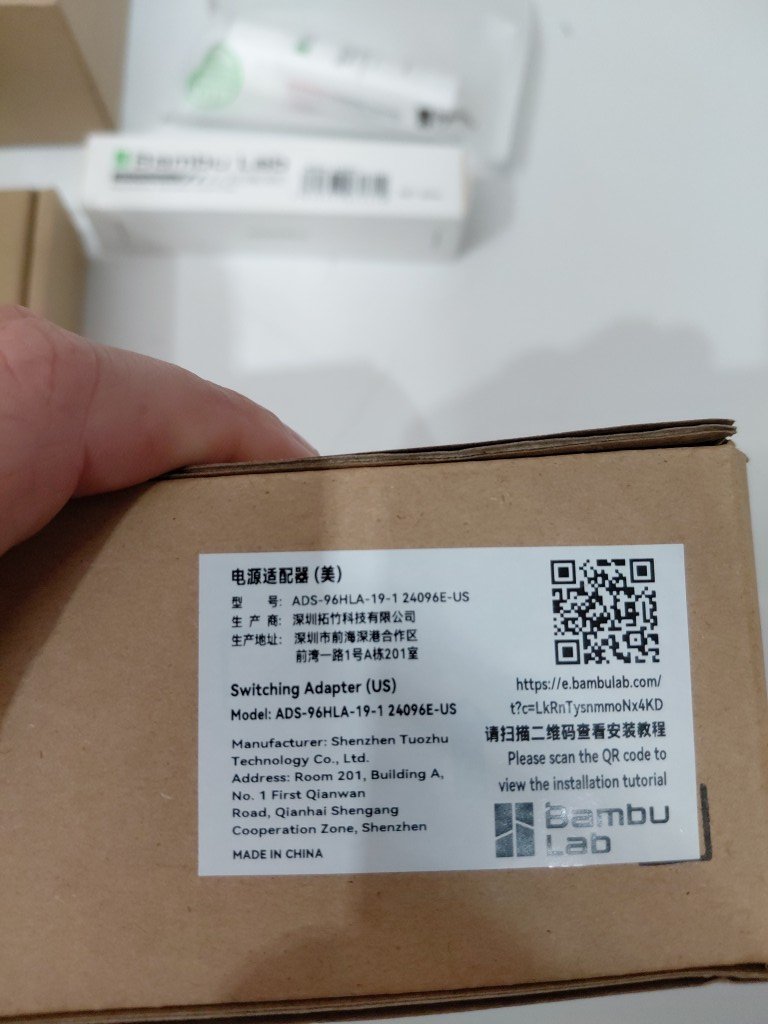 Bambu Lab
电源适配器 (美)
型 号: ADS-96HLA-19-1 24096E-US
生 产 商: 深圳拓竹科技有限公司
生产地址: 深圳市前海深港合作区
前湾一路1号A栋201室
Switching Adapter (US)
Model: ADS-96HLA-19-1 24096E-US
Manufacturer: Shenzhen Tuozhu
Technology Co., Ltd.
Address: Room 201, Building A,
No. 1 First Qianwan
Road, Qianhai Shengang
Cooperation Zone, Shenzhen
MADE IN CHINA
https://e.bambulab.com/
t?c=LkRnTysnmmoNx4KD
请扫描二维码查看安装教程
Please scan the QR code to
view the installation tutorial
Bambu
Lab